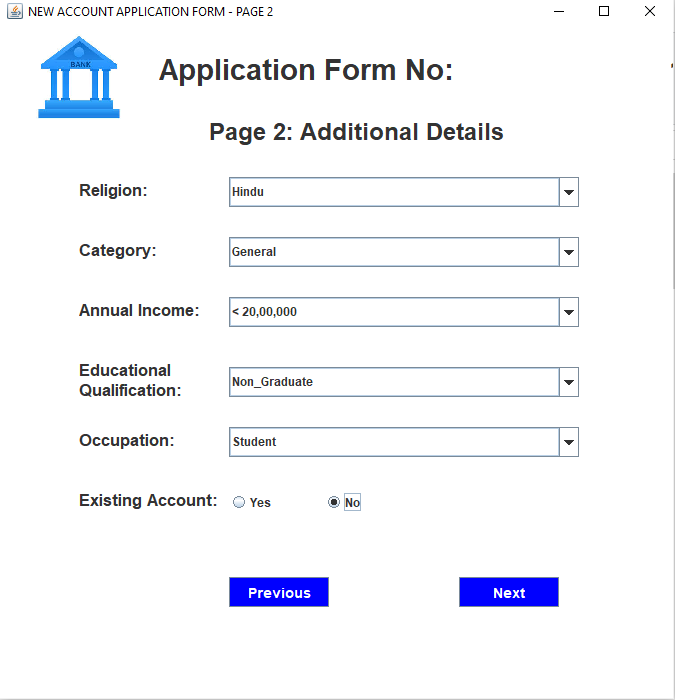 NEW ACCOUNT APPLICATION FORM - PAGE 2
BANK
Application Form No:
Page 2: Additional Details
Religion: Hindu
Category: General
Annual Income: < 20,00,000
Educational
Qualification: Non_Graduate
Occupation: Student
Existing Account: Yes No
Previous Next